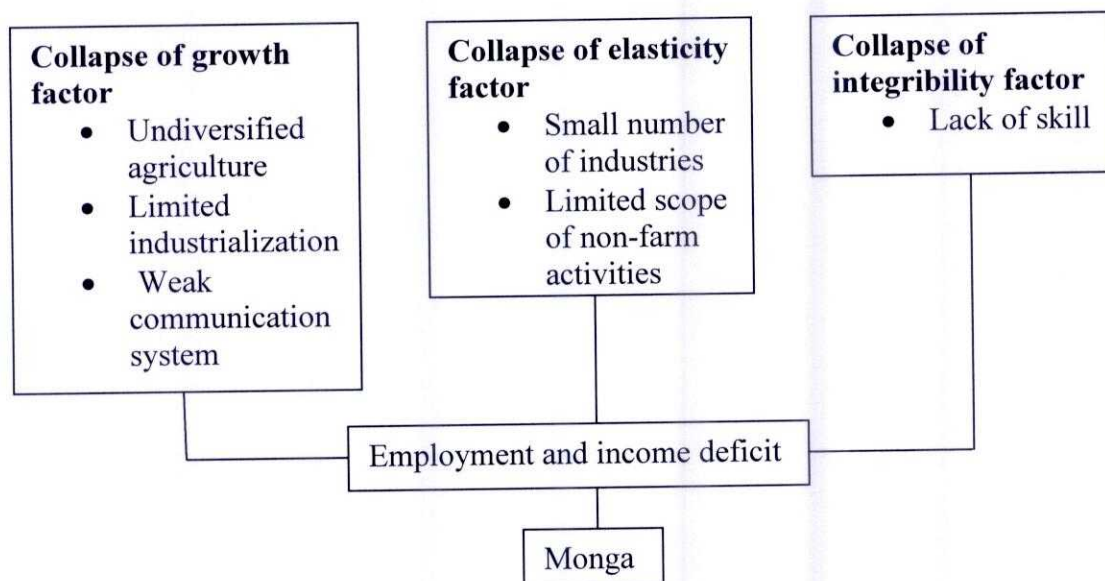 Collapse of growth
factor
• Undiversified
agriculture
• Limited
industrialization
• Weak
communication
system
Collapse of elasticity
factor
• Small number
of industries
• Limited scope
of non-farm
activities
Collapse of
integribility factor
• Lack of skill
Employment and income deficit
Monga